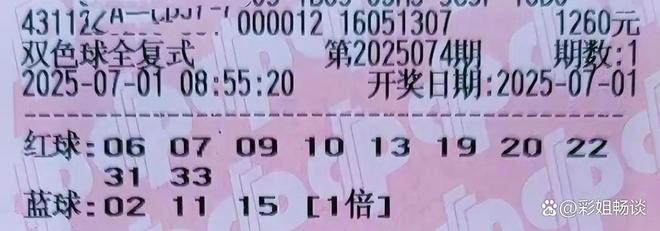 000012 16051307 1260元
双色球全复式 第2025074期 期数:1
2025-07-01 08:55:20 开奖日期:2025-07-01
红球:06 07 09 10 13 19 20 22
31 33
蓝球:02 11 15 [1倍]
彩姐畅谈